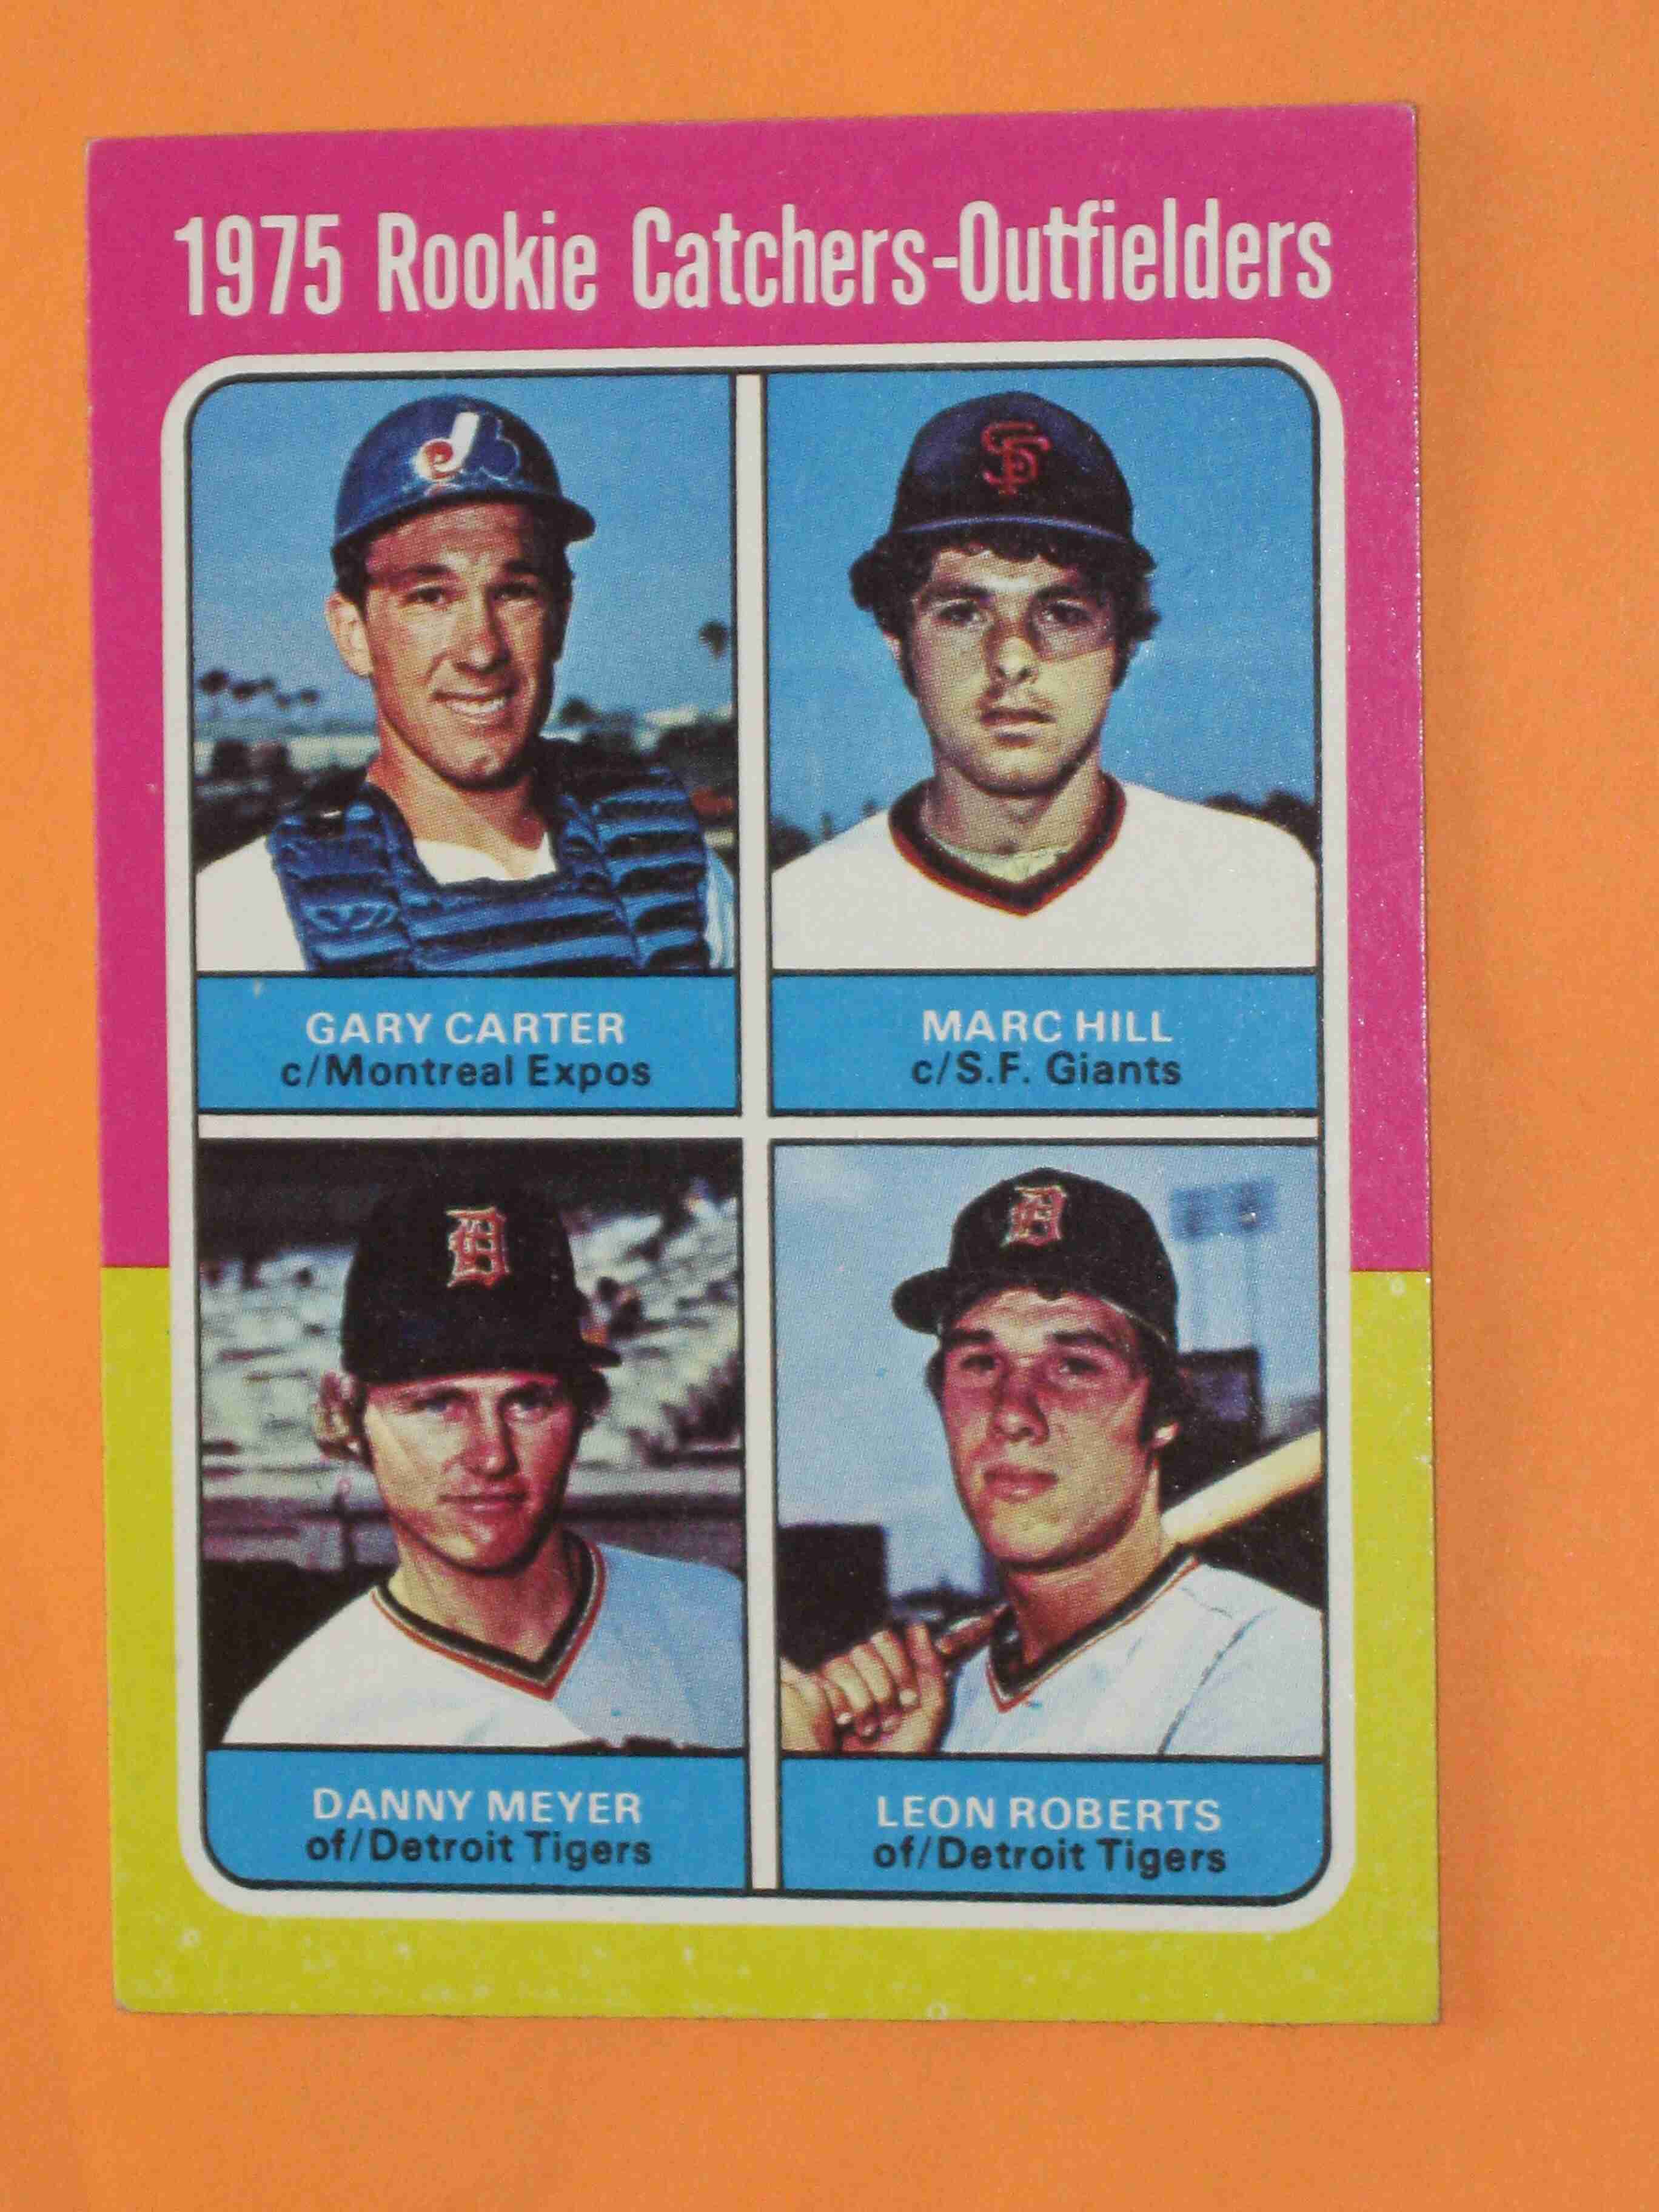 1975 Rookie Catchers-Outfielders
GARY CARTER
c/Montreal Expos
MARC HILL
c/S.F. Giants
DANNY MEYER
of/Detroit Tigers
LEON ROBERTS
of/Detroit Tigers